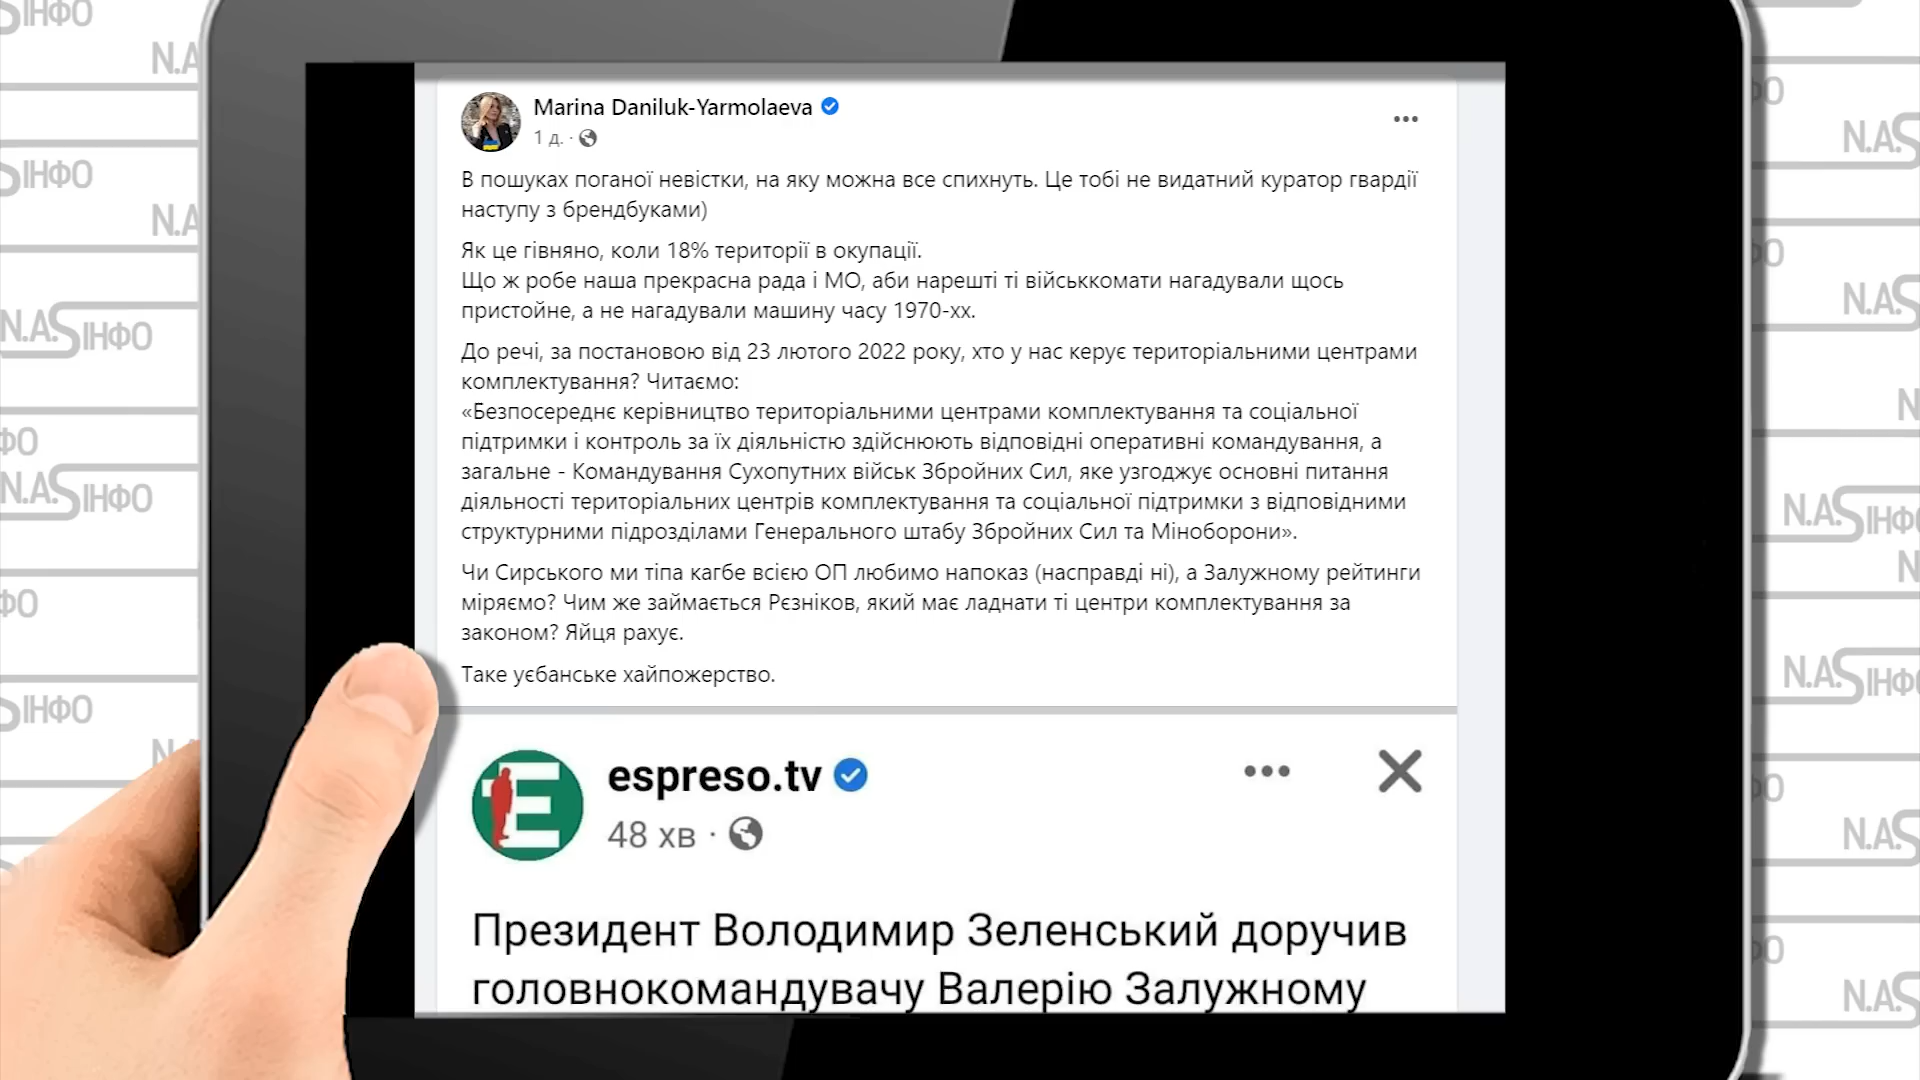 Marina Daniluk-Yarmolaeva
1 д. ·
В пошуках поганої невістки, на яку можна все спихнуть. Це тобі не видатний куратор гвардії
наступу з брендбуками)
Як це гівняно, коли 18% території в окупації.
Що ж робе наша прекрасна рада і МО, аби нарешті ті військкомати нагадували щось
пристойне, а не нагадували машину часу 1970-хх.
До речі, за постановою від 23 лютого 2022 року, хто у нас керує територіальними центрами
комплектування? Читаємо:
«Безпосереднє керівництво територіальними центрами комплектування та соціальної
підтримки і контроль за їх діяльністю здійснюють відповідні оперативні командування, а
загальне - Командування Сухопутних військ Збройних Сил, яке узгоджує основні питання
діяльності територіальних центрів комплектування та соціальної підтримки з відповідними
структурними підрозділами Генерального штабу Збройних Сил та Міноборони».
Чи Сирського ми тіпа кагбе всією ОП любимо напоказ (насправді ні), а Залужному рейтинги
міряємо? Чим же займається Рєзніков, який має ладнати ті центри комплектування за
законом? Яйця рахує.
Таке уєбанське хайпожерство.
espreso.tv
48 хв ·
Президент Володимир Зеленський доручив
головнокомандувачу Валерію Залужному
N.A.SІНФО
N.A.SІНФО
N.A.SІНФО
N.A.SІНФО